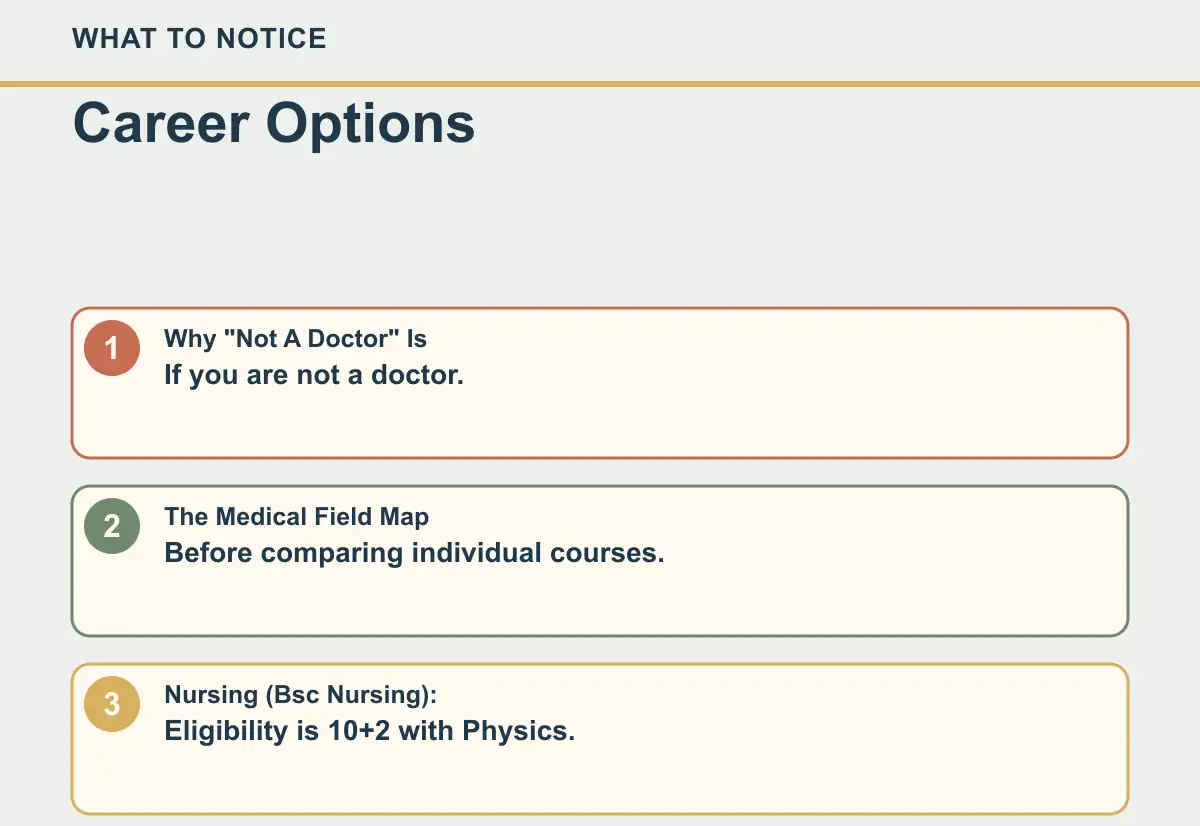 WHAT TO NOTICE
Career Options
1
Why "Not A Doctor" Is
If you are not a doctor.
2
The Medical Field Map
Before comparing individual courses.
3
Nursing (Bsc Nursing):
Eligibility is 10+2 with Physics.